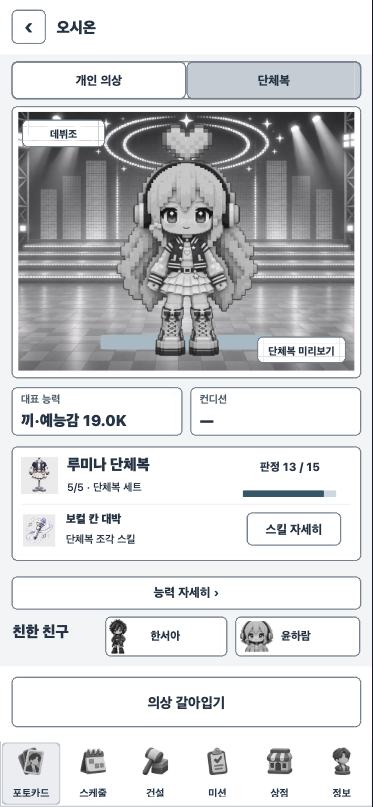 오시온
개인 의상
단체복
데뷔조
단체복 미리보기
대표 능력
끼·예능감 19.0K
컨디션
—
루미나 단체복
5/5 · 단체복 세트
판정 13 / 15
보컬 칸 대박
단체복 조각 스킬
스킬 자세히
능력 자세히 ›
친한 친구
한서아
윤하람
의상 갈아입기
포토카드
스케줄
건설
미션
상점
정보